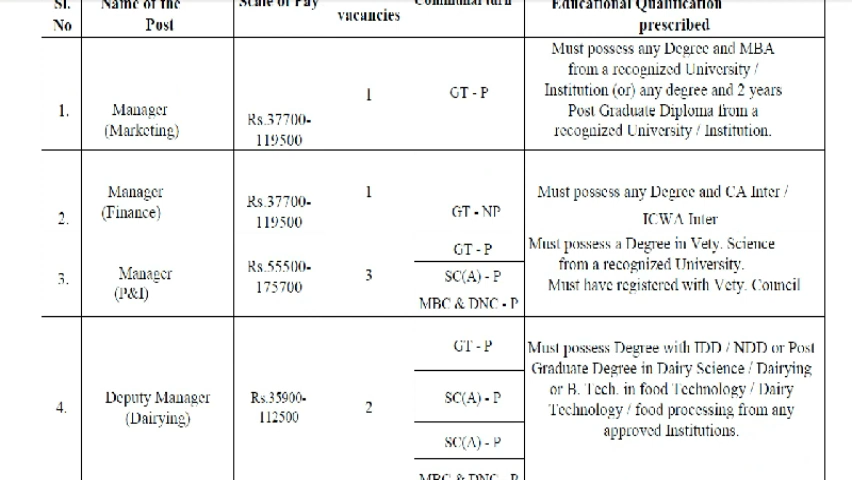 Sl. No
Name of the Post
Scale of Pay
vacancies
Communal turn
Educational Qualification prescribed
1.
Manager
(Marketing)
Rs.37700-
119500
1
GT - P
Must possess any Degree and MBA
from a recognized University /
Institution (or) any degree and 2 years
Post Graduate Diploma from a
recognized University / Institution.
2.
Manager
(Finance)
Rs.37700-
119500
1
GT - NP
Must possess any Degree and CA Inter /
ICWA Inter
3.
Manager
(P&I)
Rs.55500-
175700
3
GT - P
SC(A) - P
MBC & DNC - P
Must possess a Degree in Vety. Science
from a recognized University.
Must have registered with Vety. Council
4.
Deputy Manager
(Dairying)
Rs.35900-
112500
2
GT - P
SC(A) - P
SC(A) - P
MBC & DNC - P
Must possess Degree with IDD / NDD or Post
Graduate Degree in Dairy Science / Dairying
or B. Tech. in food Technology / Dairy
Technology / food processing from any
approved Institutions.